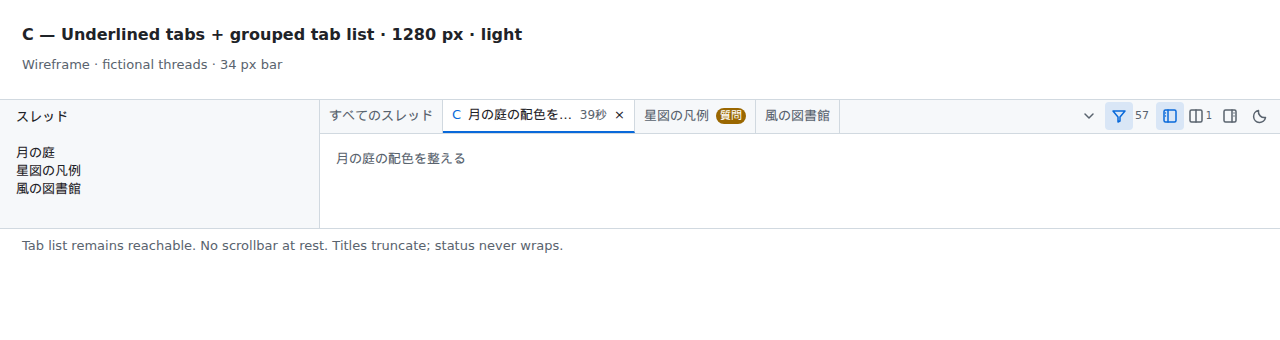 C — Underlined tabs + grouped tab list · 1280 px · light
Wireframe · fictional threads · 34 px bar
スレッド
すべてのスレッド C 月の庭の配色を… 39秒 × 星図の凡例 質問 風の図書館 57 1
月の庭
星図の凡例
風の図書館
月の庭の配色を整える
Tab list remains reachable. No scrollbar at rest. Titles truncate; status never wraps.